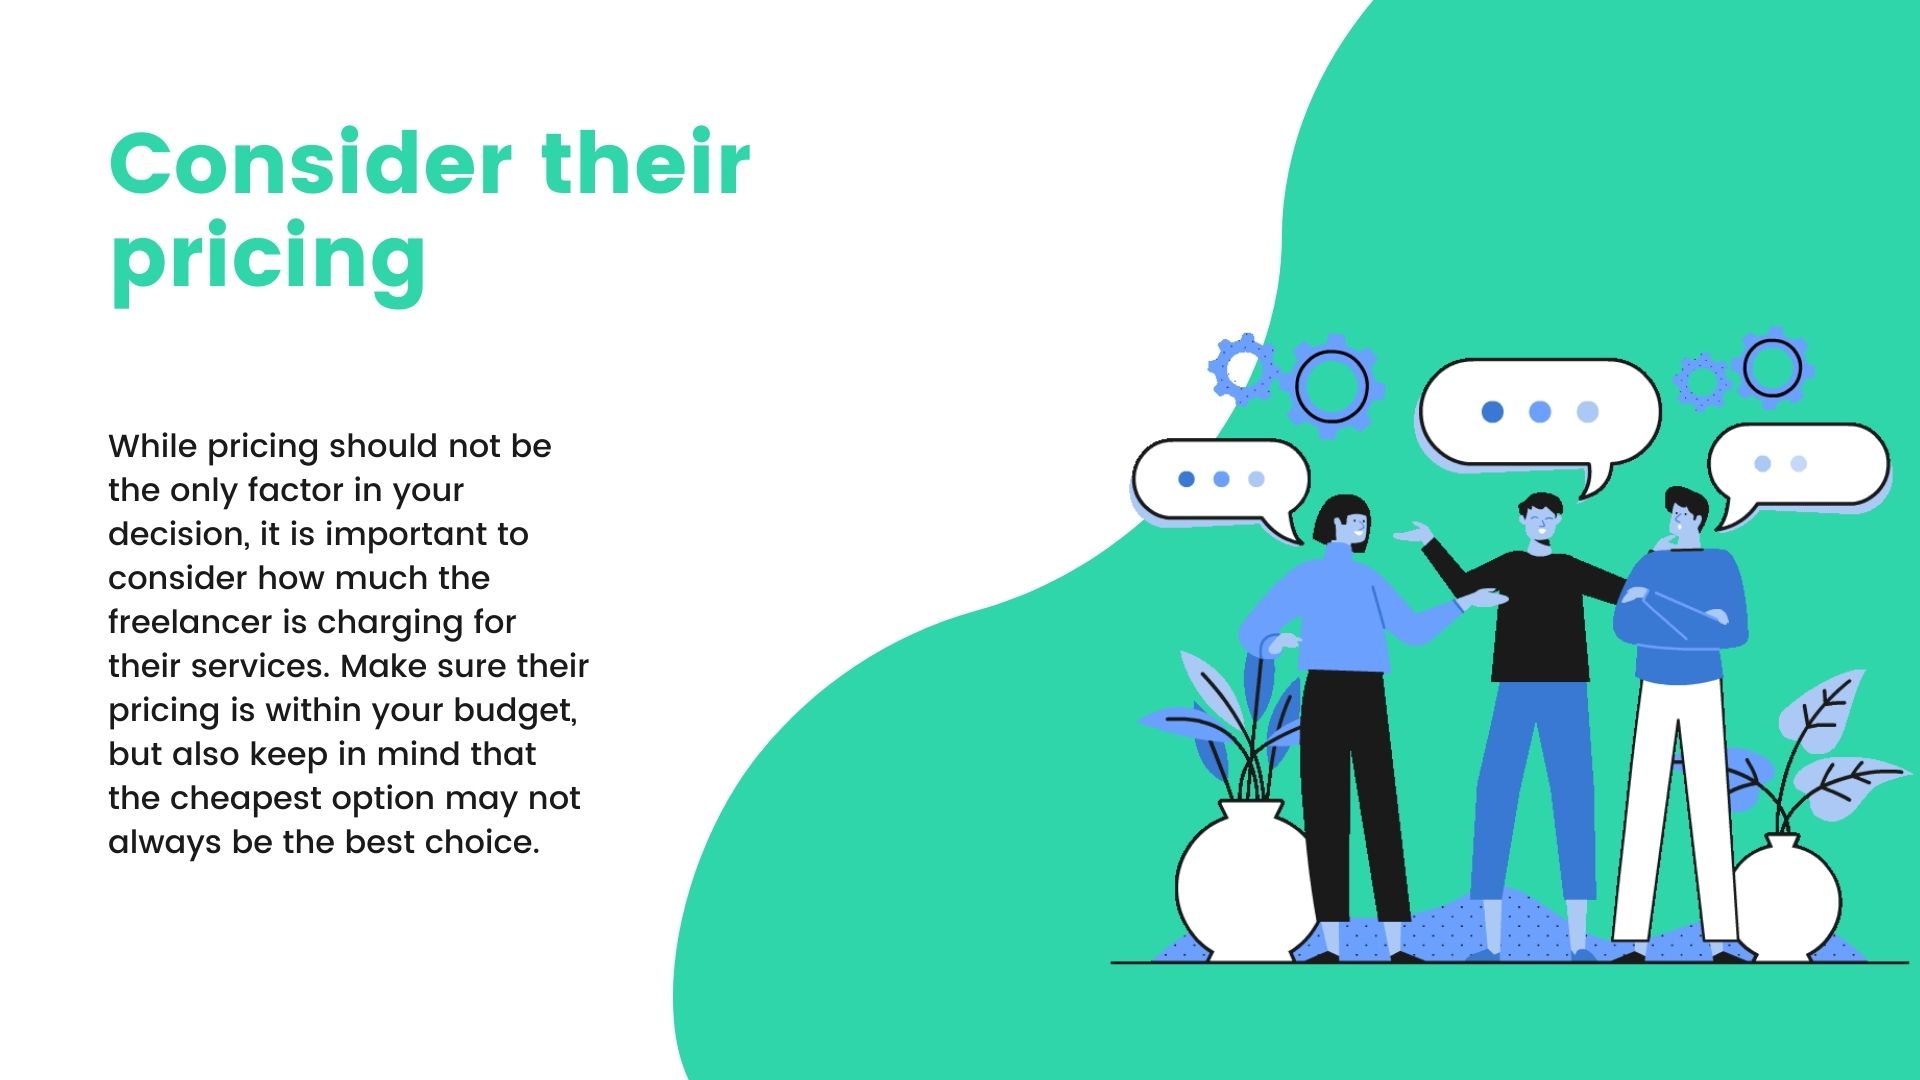 Consider their
pricing
While pricing should not be
the only factor in your
decision, it is important to
consider how much the
freelancer is charging for
their services. Make sure their
pricing is within your budget,
but also keep in mind that
the cheapest option may not
always be the best choice.